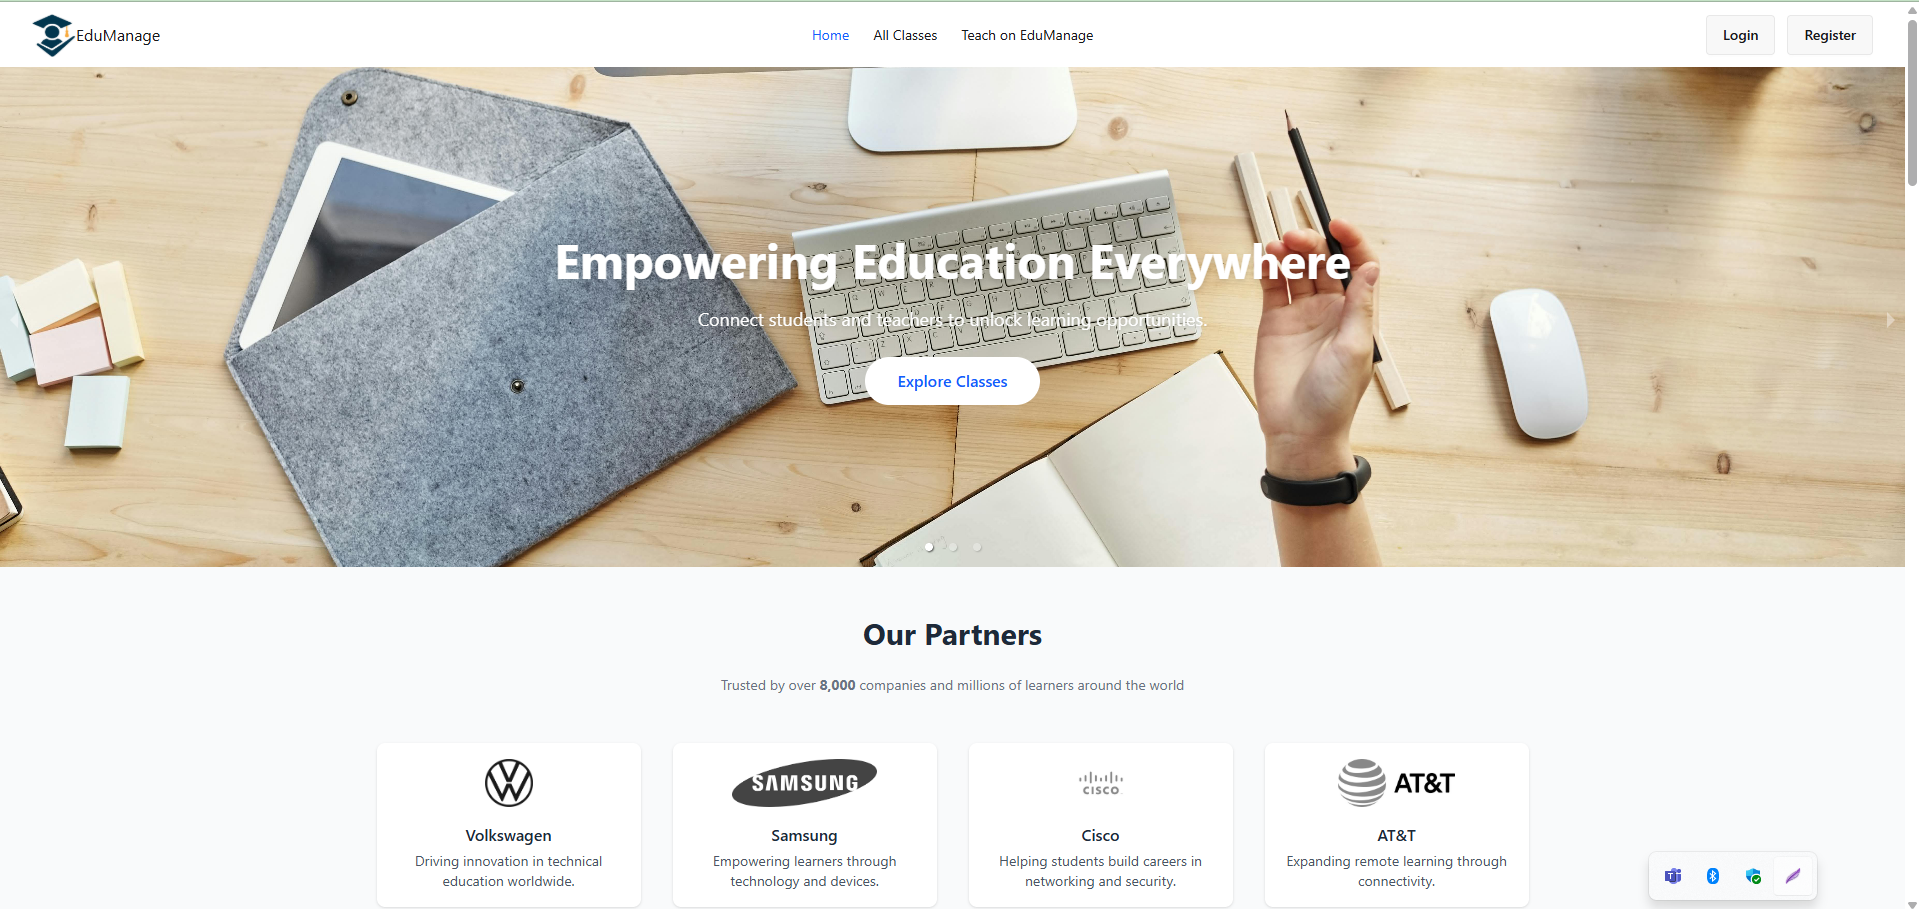 EduManage
Home
All Classes
Teach on EduManage
Login
Register
Empowering Education Everywhere
Connect students and teachers to unlock learning opportunities.
Explore Classes
Our Partners
Trusted by over 8,000 companies and millions of learners around the world
SAMSUNG
CISCO
AT&T
Volkswagen
Samsung
Cisco
AT&T
Driving innovation in technical
education worldwide.
Empowering learners through
technology and devices.
Helping students build careers in
networking and security.
Expanding remote learning through
connectivity.